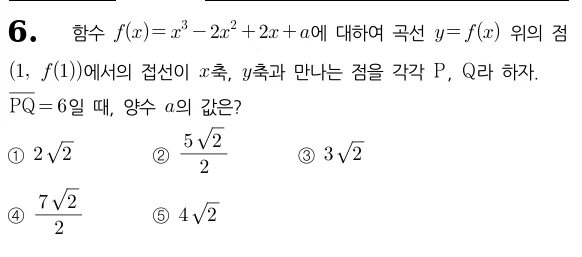 6. 함수 f(x)=x³−2x²+2x+a에 대하여 곡선 y=f(x) 위의 점
(1, f(1))에서의 접선이 x축, y축과 만나는 점을 각각 P, Q라 하자.
P̅Q̅=6일 때, 양수 a의 값은?
① 2√2 ② 5√2/2 ③ 3√2
④ 7√2/2 ⑤ 4√2